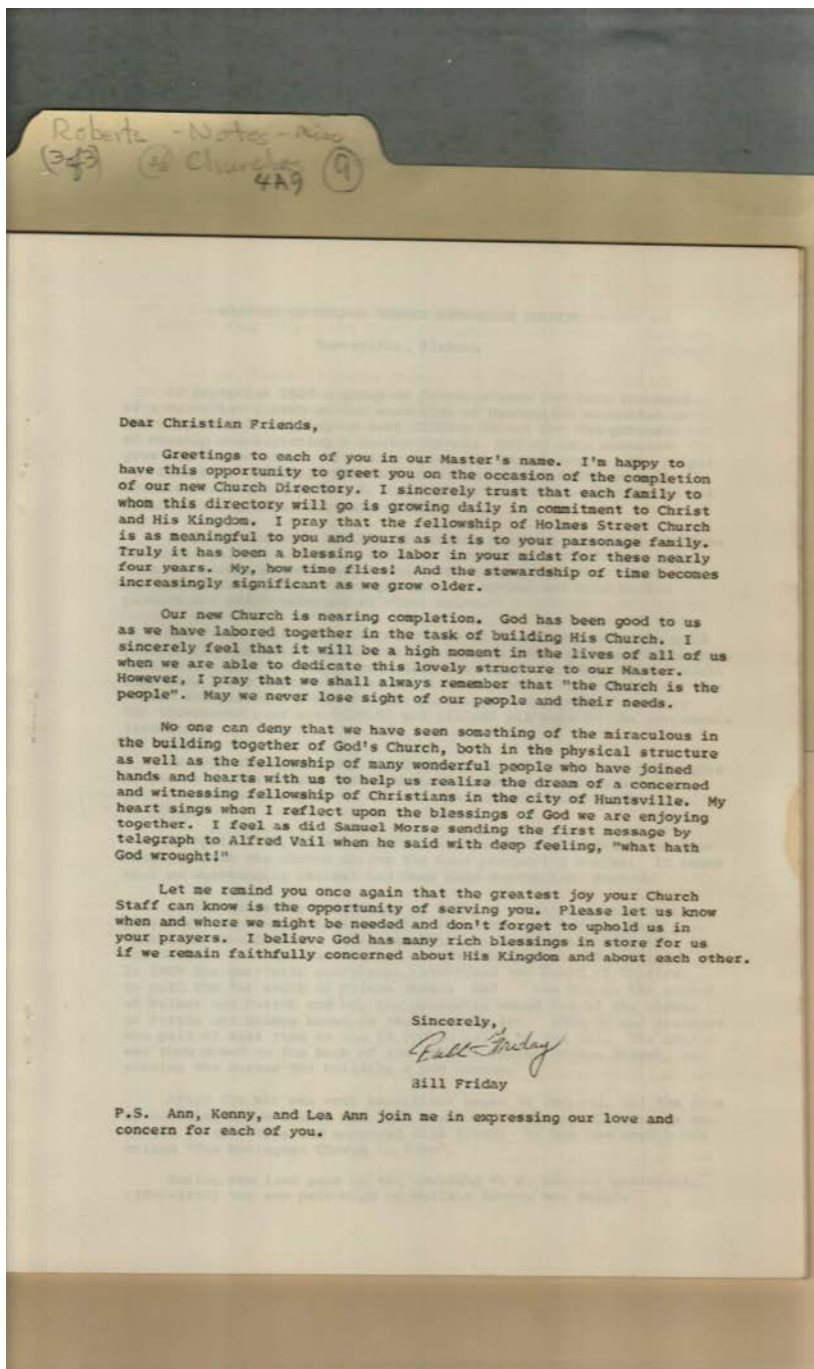 Roberts - Notes - Misc
(3 of 3) Churches 9
4A9
Dear Christian Friends,
Greetings to each of you in our Master's name. I'm happy to
have this opportunity to greet you on the occasion of the completion
of our new Church Directory. I sincerely trust that each family to
whom this directory will go is growing daily in commitment to Christ
and His Kingdom. I pray that the fellowship of Holmes Street Church
is as meaningful to you and yours as it is to your parsonage family.
Truly it has been a blessing to labor in your midst for these nearly
four years. My, how time flies! And the stewardship of time becomes
increasingly significant as we grow older.
Our new Church is nearing completion. God has been good to us
as we have labored together in the task of building His Church. I
sincerely feel that it will be a high moment in the lives of all of us
when we are able to dedicate this lovely structure to our Master.
However, I pray that we shall always remember that "the Church is the
people". May we never lose sight of our people and their needs.
No one can deny that we have seen something of the miraculous in
the building together of God's Church, both in the physical structure
as well as the fellowship of many wonderful people who have joined
hands and hearts with us to help us realize the dream of a concerned
and witnessing fellowship of Christians in the city of Huntsville. My
heart sings when I reflect upon the blessings of God we are enjoying
together. I feel as did Samuel Morse sending the first message by
telegraph to Alfred Vail when he said with deep feeling, "what hath
God wrought!"
Let me remind you once again that the greatest joy your Church
Staff can know is the opportunity of serving you. Please let us know
when and where we might be needed and don't forget to uphold us in
your prayers. I believe God has many rich blessings in store for us
if we remain faithfully concerned about His Kingdom and about each other.
Sincerely,
Bill Friday
Bill Friday
P.S. Ann, Kenny, and Lea Ann join me in expressing our love and
concern for each of you.